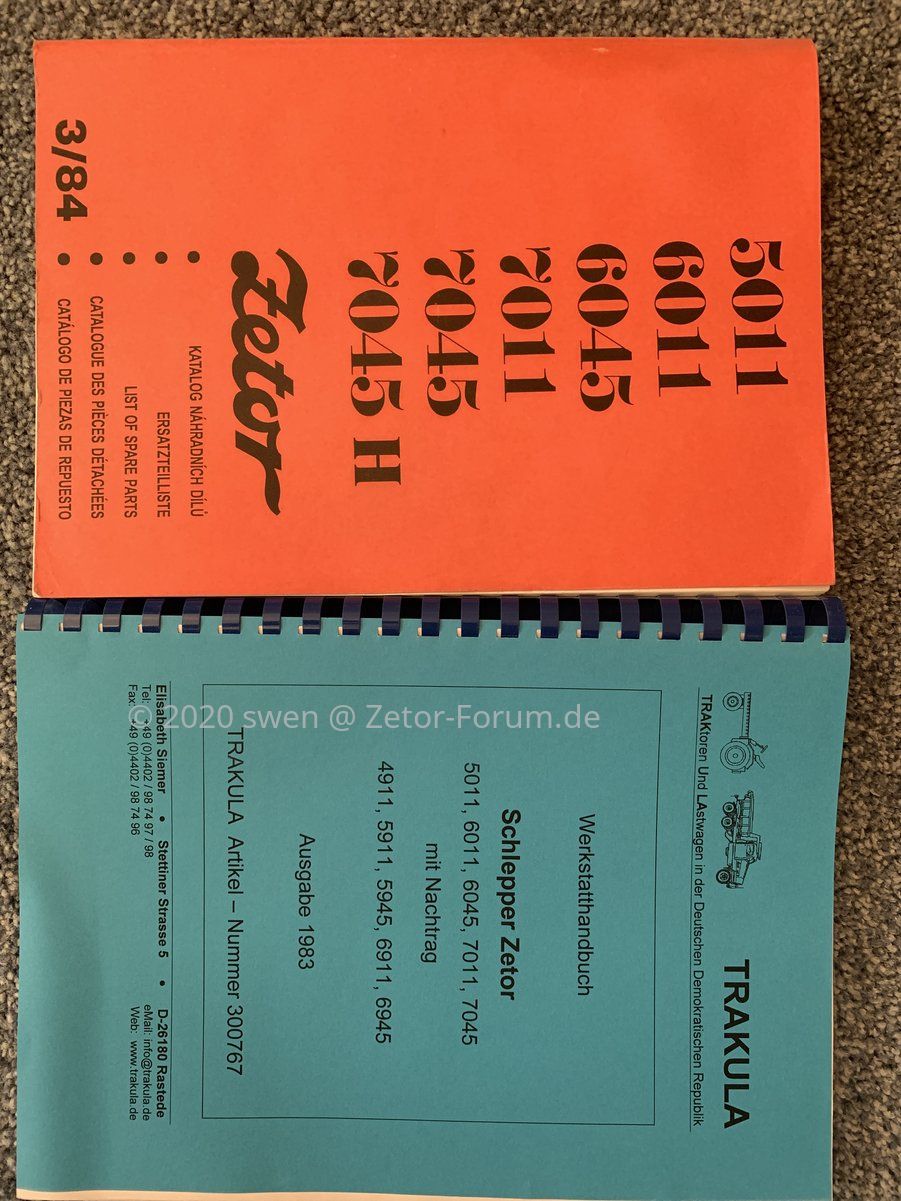 5011
6011
6045
7011
7045
7045 H
Zetor
• KATALOG NÁHRADNÍCH DÍLŮ
• ERSATZTEILLISTE
• LIST OF SPARE PARTS
• CATALOGUE DES PIÈCES DÉTACHÉES
3/84 • CATÁLOGO DE PIEZAS DE REPUESTO
TRAKULA
TRAKtoren Und LAstwagen in der Deutschen Demokratischen Republik
Werkstatthandbuch
Schlepper Zetor
5011, 6011, 6045, 7011, 7045
mit Nachtrag
4911, 5911, 5945, 6911, 6945
Ausgabe 1983
TRAKULA Artikel – Nummer 300767
Elisabeth Siemer • Stettiner Strasse 5 • D-26180 Rastede
Tel: +49 (0)4402 / 98 74 97 / 98 eMail: info@trakula.de
Fax: +49 (0)4402 / 98 74 96 Web: www.trakula.de
© 2020 swen @ Zetor-Forum.de